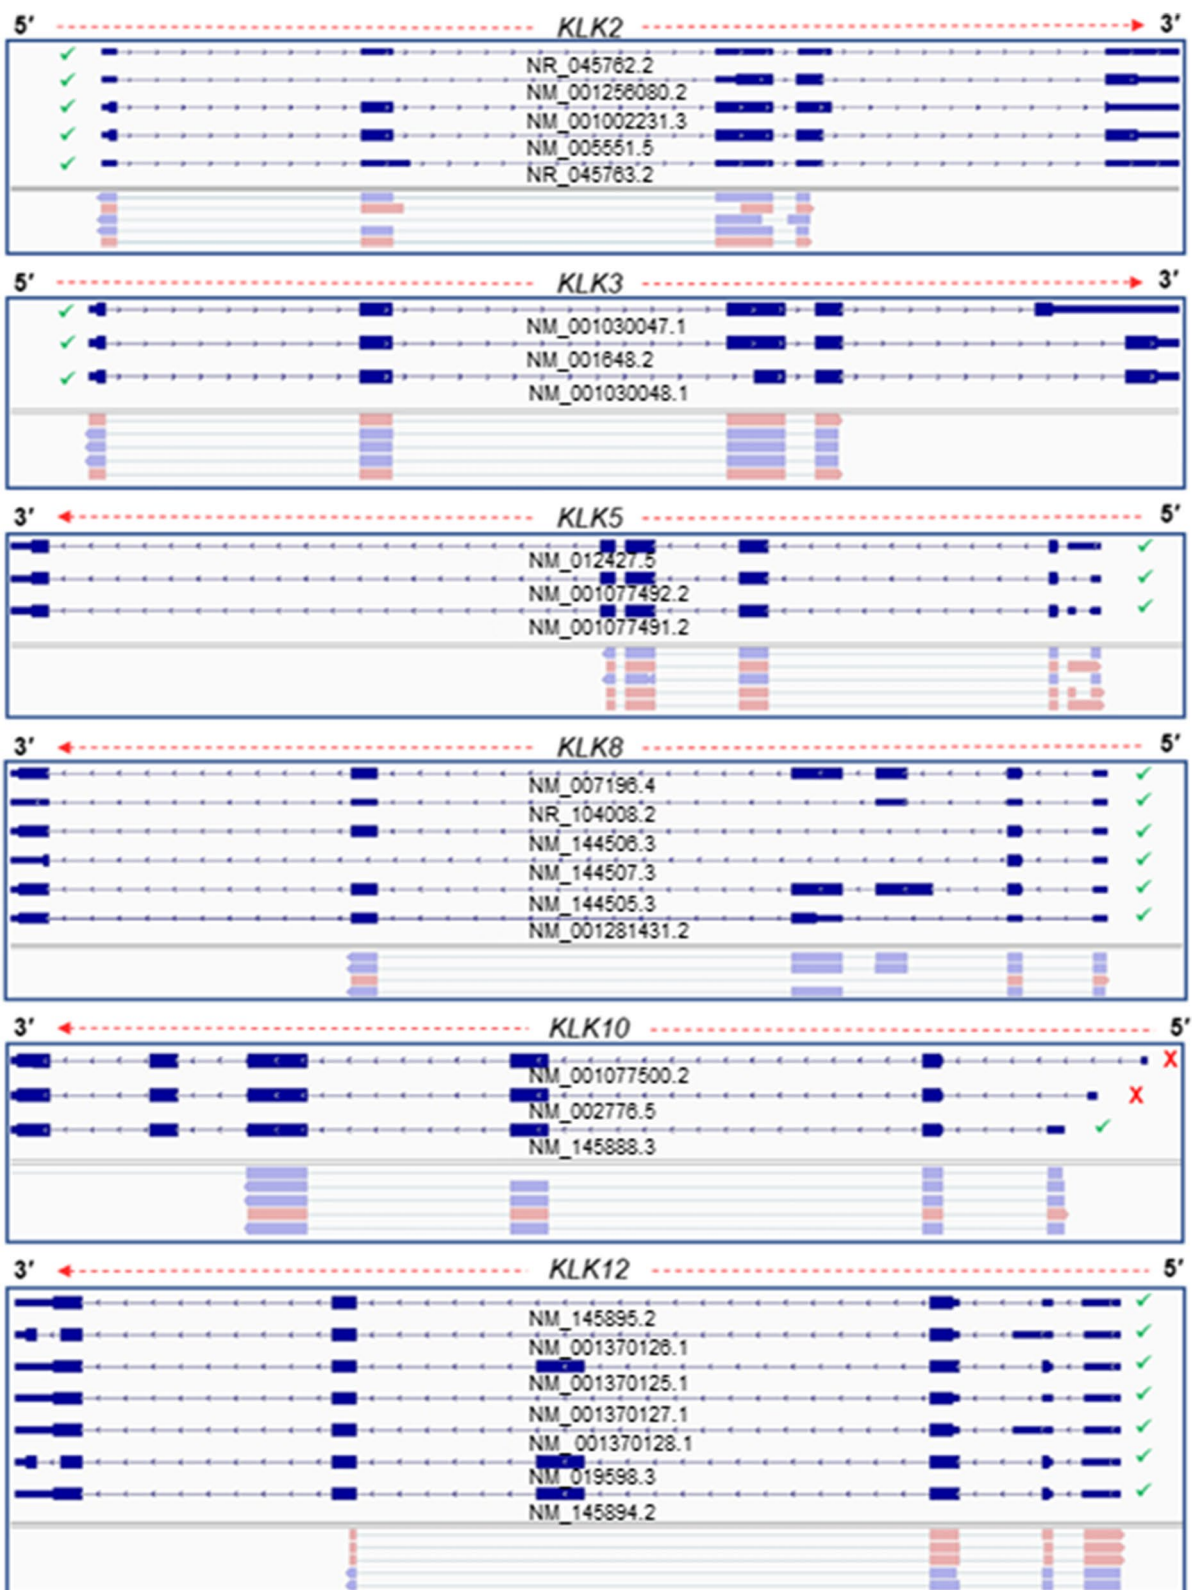 5′ KLK2 3′
NR_045762.2
NM_001256080.2
NM_001002231.3
NM_005551.5
NR_045763.2
5′ KLK3 3′
NM_001030047.1
NM_001648.2
NM_001030048.1
3′ KLK5 5′
NM_012427.5
NM_001077492.2
NM_001077491.2
3′ KLK8 5′
NM_007196.4
NR_104008.2
NM_144506.3
NM_144507.3
NM_144505.3
NM_001281431.2
3′ KLK10 5′
X
NM_001077500.2
X
NM_002776.5
NM_145888.3
3′ KLK12 5′
NM_145895.2
NM_001370126.1
NM_001370125.1
NM_001370127.1
NM_001370128.1
NM_019598.3
NM_145894.2